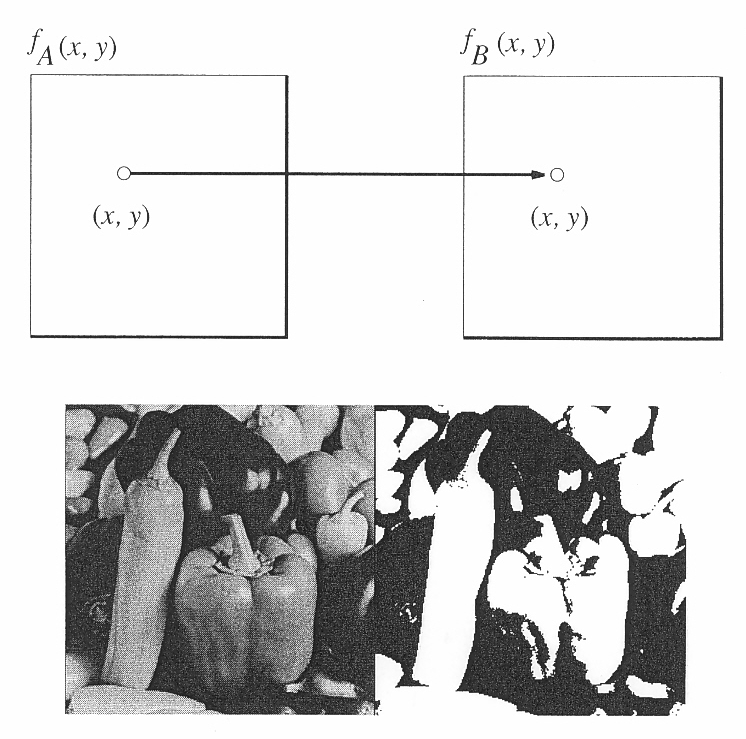 f_A(x, y)
f_B(x, y)
(x, y)
(x, y)